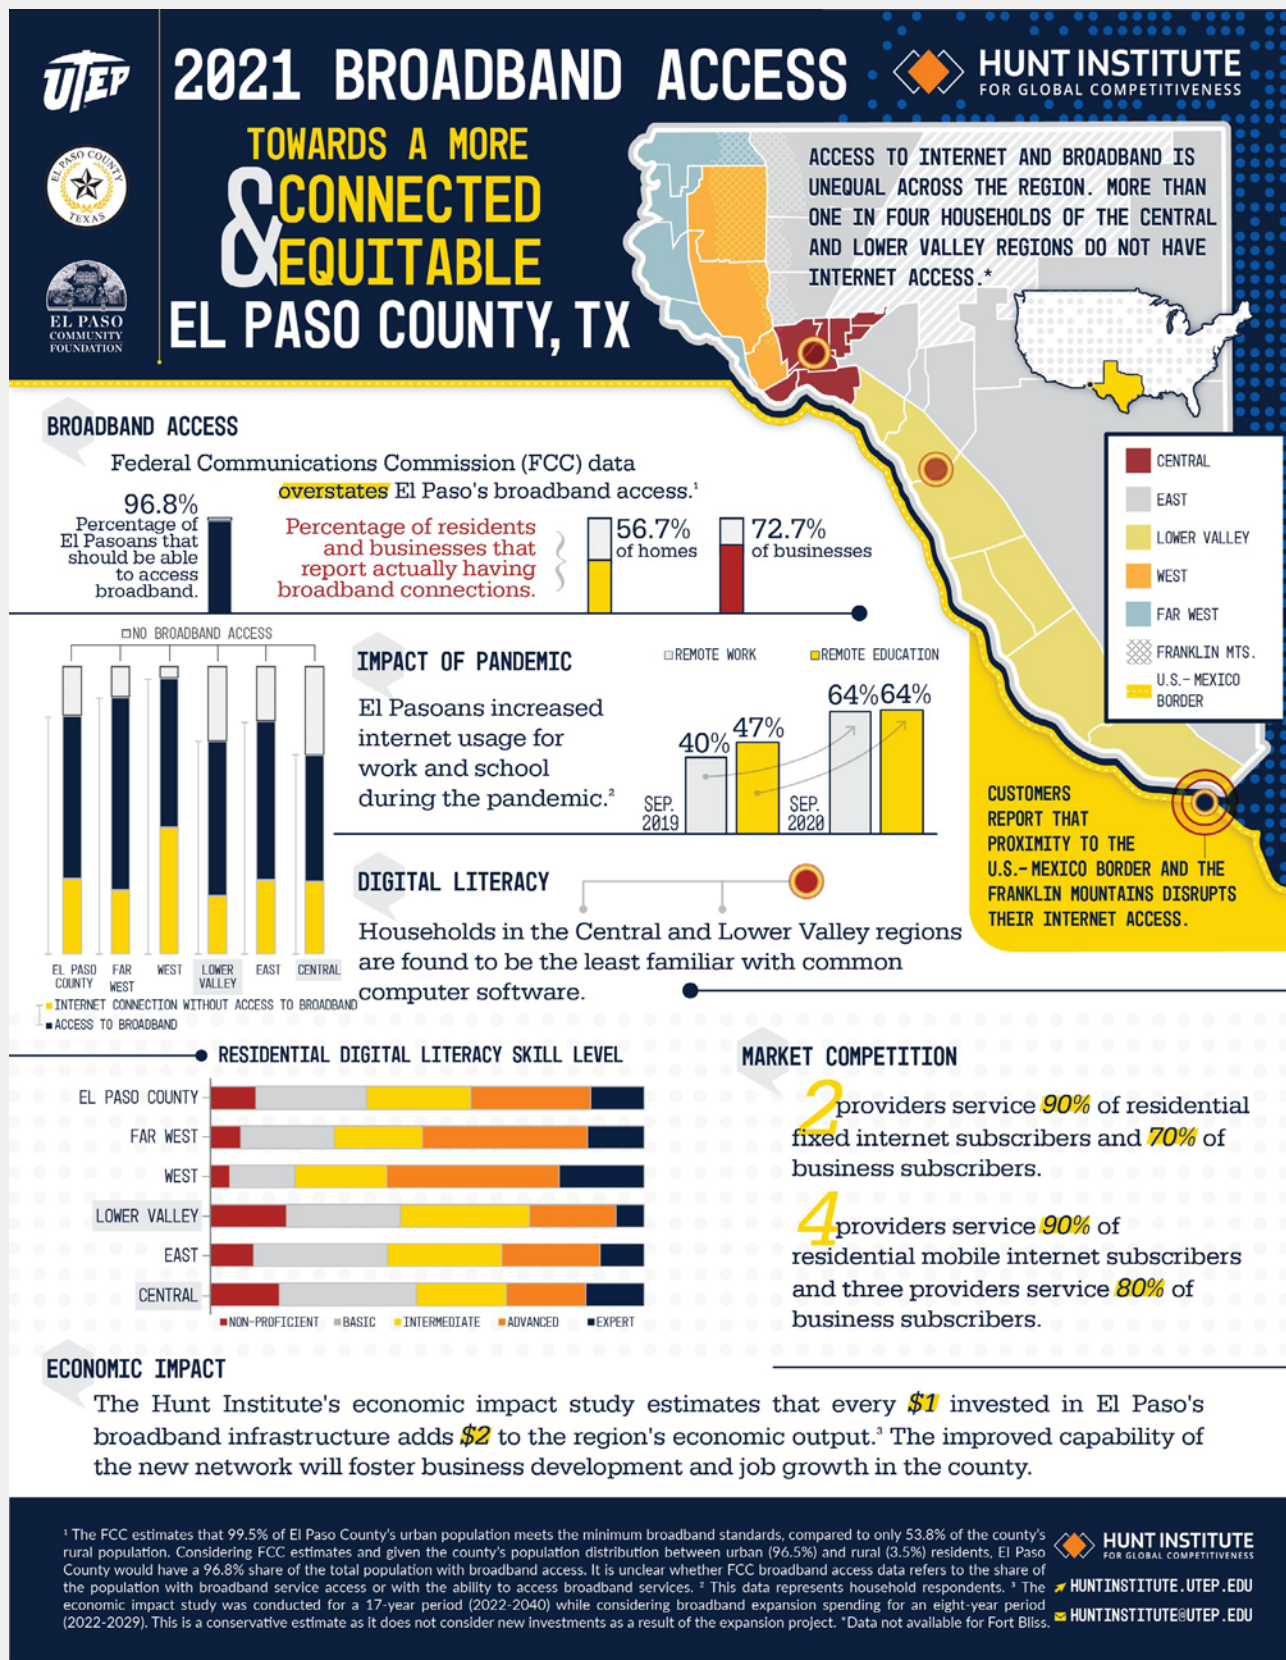 UTEP
2021 BROADBAND ACCESS
HUNT INSTITUTE
FOR GLOBAL COMPETITIVENESS
EL PASO COUNTY
TEXAS
EL PASO
COMMUNITY
FOUNDATION
TOWARDS A MORE
& CONNECTED
EQUITABLE
EL PASO COUNTY, TX
ACCESS TO INTERNET AND BROADBAND IS
UNEQUAL ACROSS THE REGION. MORE THAN
ONE IN FOUR HOUSEHOLDS OF THE CENTRAL
AND LOWER VALLEY REGIONS DO NOT HAVE
INTERNET ACCESS.*
CENTRAL
EAST
LOWER VALLEY
WEST
FAR WEST
FRANKLIN MTS.
U.S.- MEXICO
BORDER
CUSTOMERS
REPORT THAT
PROXIMITY TO THE
U.S.- MEXICO BORDER AND THE
FRANKLIN MOUNTAINS DISRUPTS
THEIR INTERNET ACCESS.
BROADBAND ACCESS
Federal Communications Commission (FCC) data
overstates El Paso's broadband access.¹
96.8%
Percentage of
El Pasoans that
should be able
to access
broadband.
Percentage of residents
and businesses that
report actually having
broadband connections.
56.7%
of homes
72.7%
of businesses
NO BROADBAND ACCESS
EL PASO
COUNTY
FAR
WEST
WEST
LOWER
VALLEY
EAST
CENTRAL
INTERNET CONNECTION WITHOUT ACCESS TO BROADBAND
ACCESS TO BROADBAND
IMPACT OF PANDEMIC
El Pasoans increased
internet usage for
work and school
during the pandemic.²
REMOTE WORK
REMOTE EDUCATION
SEP.
2019
40%
47%
SEP.
2020
64%
64%
DIGITAL LITERACY
Households in the Central and Lower Valley regions
are found to be the least familiar with common
computer software.
RESIDENTIAL DIGITAL LITERACY SKILL LEVEL
EL PASO COUNTY
FAR WEST
WEST
LOWER VALLEY
EAST
CENTRAL
NON-PROFICIENT
BASIC
INTERMEDIATE
ADVANCED
EXPERT
MARKET COMPETITION
2 providers service 90% of residential
fixed internet subscribers and 70% of
business subscribers.
4 providers service 90% of
residential mobile internet subscribers
and three providers service 80% of
business subscribers.
ECONOMIC IMPACT
The Hunt Institute's economic impact study estimates that every $1 invested in El Paso's
broadband infrastructure adds $2 to the region's economic output.³ The improved capability of
the new network will foster business development and job growth in the county.
¹ The FCC estimates that 99.5% of El Paso County's urban population meets the minimum broadband standards, compared to only 53.8% of the county's
rural population. Considering FCC estimates and given the county's population distribution between urban (96.5%) and rural (3.5%) residents, El Paso
County would have a 96.8% share of the total population with broadband access. It is unclear whether FCC broadband access data refers to the share of
the population with broadband service access or with the ability to access broadband services. ² This data represents household respondents. ³ The
economic impact study was conducted for a 17-year period (2022-2040) while considering broadband expansion spending for an eight-year period
(2022-2029). This is a conservative estimate as it does not consider new investments as a result of the expansion project. *Data not available for Fort Bliss.
HUNT INSTITUTE
FOR GLOBAL COMPETITIVENESS
HUNTINSTITUTE.UTEP.EDU
HUNTINSTITUTE@UTEP.EDU